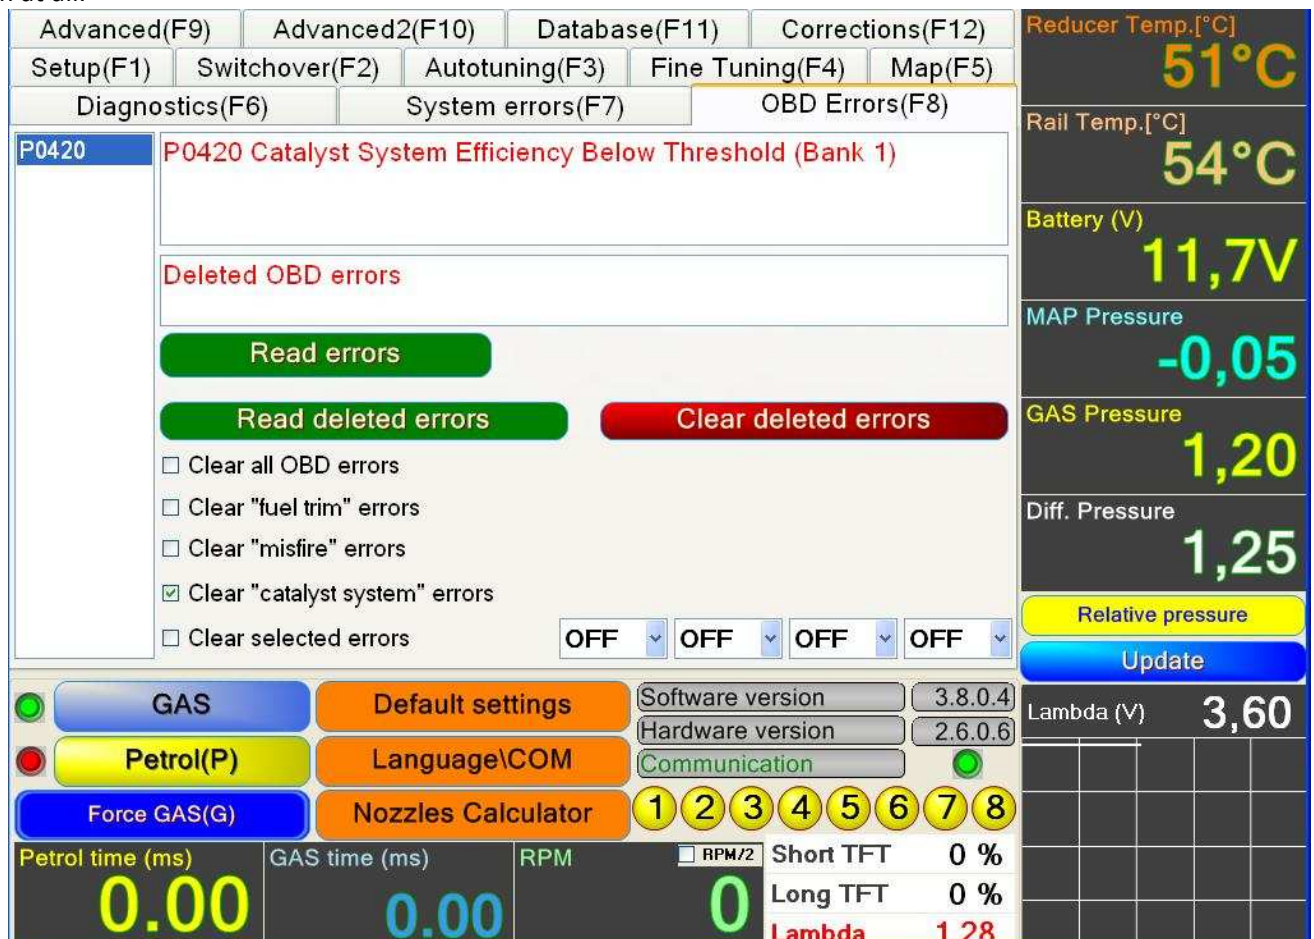 Advanced(F9) Advanced2(F10) Database(F11) Corrections(F12)
Setup(F1) Switchover(F2) Autotuning(F3) Fine Tuning(F4) Map(F5)
Diagnostics(F6) System errors(F7) OBD Errors(F8)
P0420
P0420 Catalyst System Efficiency Below Threshold (Bank 1)
Deleted OBD errors
Read errors
Read deleted errors Clear deleted errors
Clear all OBD errors
Clear "fuel trim" errors
Clear "misfire" errors
Clear "catalyst system" errors
Clear selected errors OFF OFF OFF OFF
Reducer Temp.[°C]
51°C
Rail Temp.[°C]
54°C
Battery (V)
11,7V
MAP Pressure
-0,05
GAS Pressure
1,20
Diff. Pressure
1,25
Relative pressure
Update
Lambda (V) 3,60
GAS Default settings Software version 3.8.0.4
Hardware version 2.6.0.6
Petrol(P) Language\COM Communication
Force GAS(G) Nozzles Calculator 1 2 3 4 5 6 7 8
Petrol time (ms) GAS time (ms) RPM RPM/2
0.00 0.00 0
Short TFT 0 %
Long TFT 0 %
Lambda 1.28